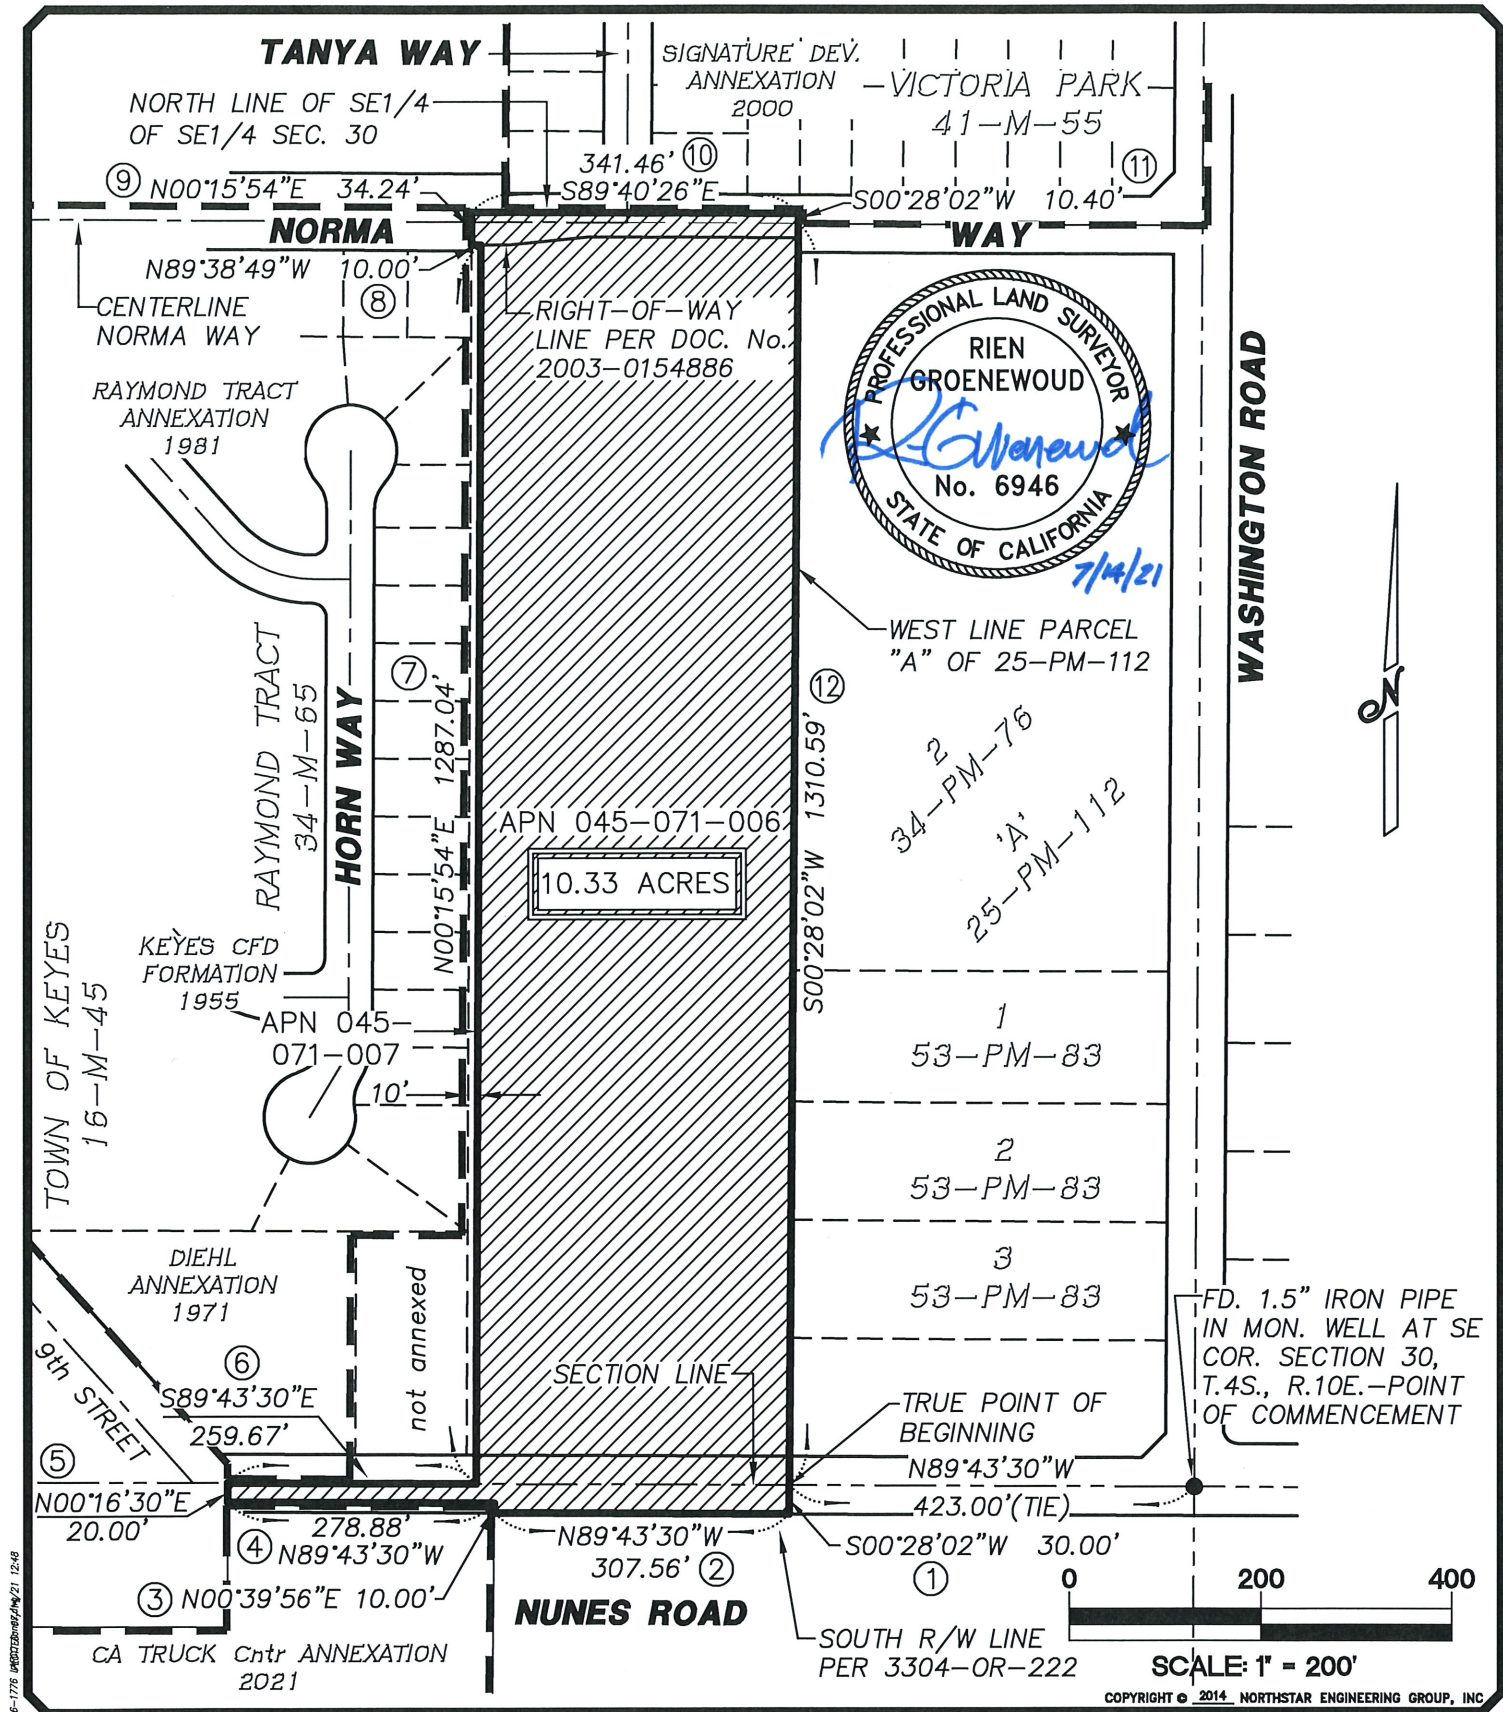 TANYA WAY
SIGNATURE DEV.
ANNEXATION
2000
VICTORIA PARK
41-M-55
NORTH LINE OF SE1/4
OF SE1/4 SEC. 30
9 N00°15'54"E 34.24'
341.46' 10
S89°40'26"E
11
S00°28'02"W 10.40'
NORMA
WAY
N89°38'49"W 10.00'
8
CENTERLINE
NORMA WAY
RIGHT-OF-WAY
LINE PER DOC. No.
2003-0154886
RAYMOND TRACT
ANNEXATION
1981
PROFESSIONAL LAND SURVEYOR
RIEN
GROENEWOUD
No. 6946
STATE OF CALIFORNIA
7/14/21
WASHINGTON ROAD
N
WEST LINE PARCEL
"A" OF 25-PM-112
RAYMOND TRACT
34-M-65
HORN WAY
7
N00°15'54"E 1287.04'
12
S00°28'02"W 1310.59'
2
34-PM-76
'A'
25-PM-112
APN 045-071-006
10.33 ACRES
TOWN OF KEYES
16-M-45
KEYES CFD
FORMATION
1955
APN 045-
071-007
10'
1
53-PM-83
2
53-PM-83
3
53-PM-83
DIEHL
ANNEXATION
1971
not annexed
9th STREET
6
S89°43'30"E
259.67'
SECTION LINE
TRUE POINT OF
BEGINNING
FD. 1.5" IRON PIPE
IN MON. WELL AT SE
COR. SECTION 30,
T.4S., R.10E.-POINT
OF COMMENCEMENT
N89°43'30"W
423.00'(TIE)
5
N00°16'30"E
20.00'
278.88'
4 N89°43'30"W
3 N00°39'56"E 10.00'
N89°43'30"W
307.56' 2
S00°28'02"W 30.00'
1
NUNES ROAD
SOUTH R/W LINE
PER 3304-OR-222
CA TRUCK Cntr ANNEXATION
2021
0 200 400
SCALE: 1" = 200'
COPYRIGHT © 2014 NORTHSTAR ENGINEERING GROUP, INC